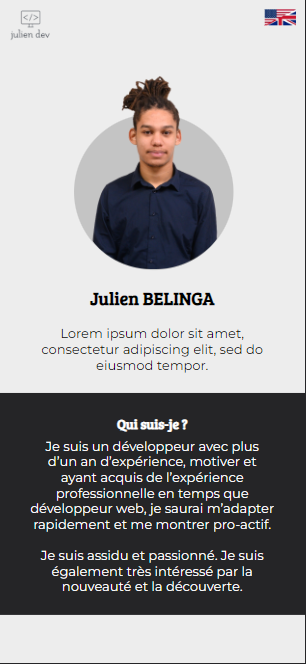 </>
julien dev
Julien BELINGA
Lorem ipsum dolor sit amet,
consectetur adipiscing elit, sed do
eiusmod tempor.
Qui suis-je ?
Je suis un développeur avec plus
d'un an d'expérience, motiver et
ayant acquis de l'expérience
professionnelle en temps que
développeur web, je saurai m'adapter
rapidement et me montrer pro-actif.
Je suis assidu et passionné. Je suis
également très intéressé par la
nouveauté et la découverte.